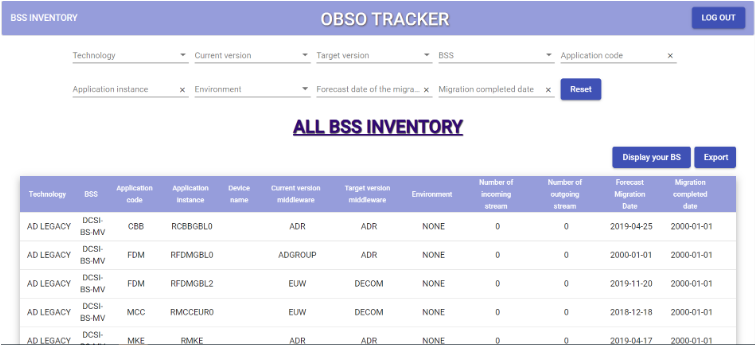 BSS INVENTORY OBSO TRACKER LOG OUT
Technology Current version Target version BSS Application code ×
Application instance × Environment Forecast date of the migra... × Migration completed date × Reset
ALL BSS INVENTORY
Display your BS Export
Technology BSS Application code Application instance Device name Current version middleware Target version middleware Environment Number of incoming stream Number of outgoing stream Forecast Migration Date Migration completed date
AD LEGACY DCSI-BS-MV CBB RCBBGBL0 ADR ADR NONE 0 0 2019-04-25 2000-01-01
AD LEGACY DCSI-BS-MV FDM RFDMGBL0 ADGROUP ADR NONE 0 0 2000-01-01 2000-01-01
AD LEGACY DCSI-BS-MV FDM RFDMGBL2 EUW DECOM NONE 0 0 2019-11-20 2000-01-01
AD LEGACY DCSI-BS-MV MCC RMCCEUR0 EUW DECOM NONE 0 0 2018-12-18 2000-01-01
AD LEGACY DCSI- MKE RMKE ADR ADR NONE 0 0 2019-04-17 2000-01-01